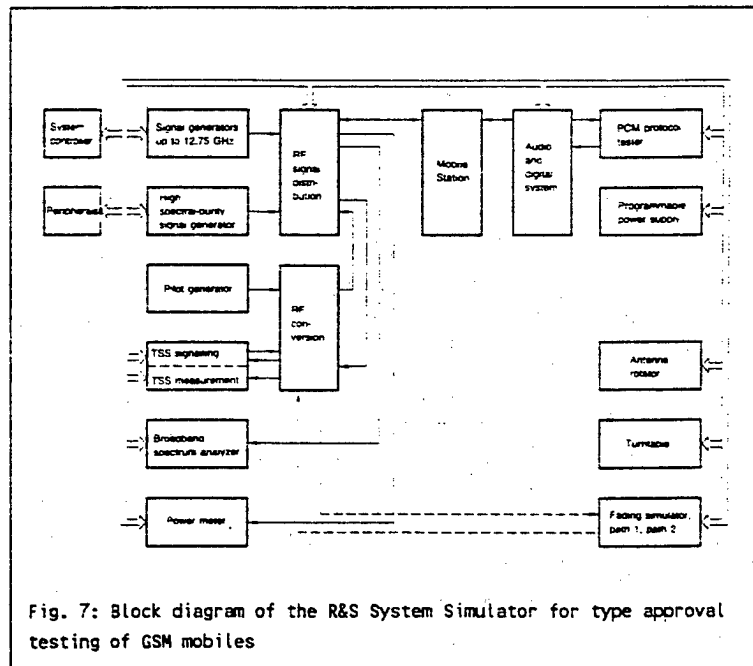 System
controller
Signal generators
up to 12.75 GHz
RF
signal
distri-
bution
Mobile
Station
Audio
and
digital
system
PCM protocol
tester
Peripherals
High
spectral-purity
signal generator
Programmable
power supply
Pilot generator
RF
con-
version
TSS signalling
TSS measurement
Antenna
rotator
Broadband
spectrum analyzer
Turntable
Power meter
Fading simulator,
path 1, path 2
Fig. 7: Block diagram of the R&S System Simulator for type approval
testing of GSM mobiles